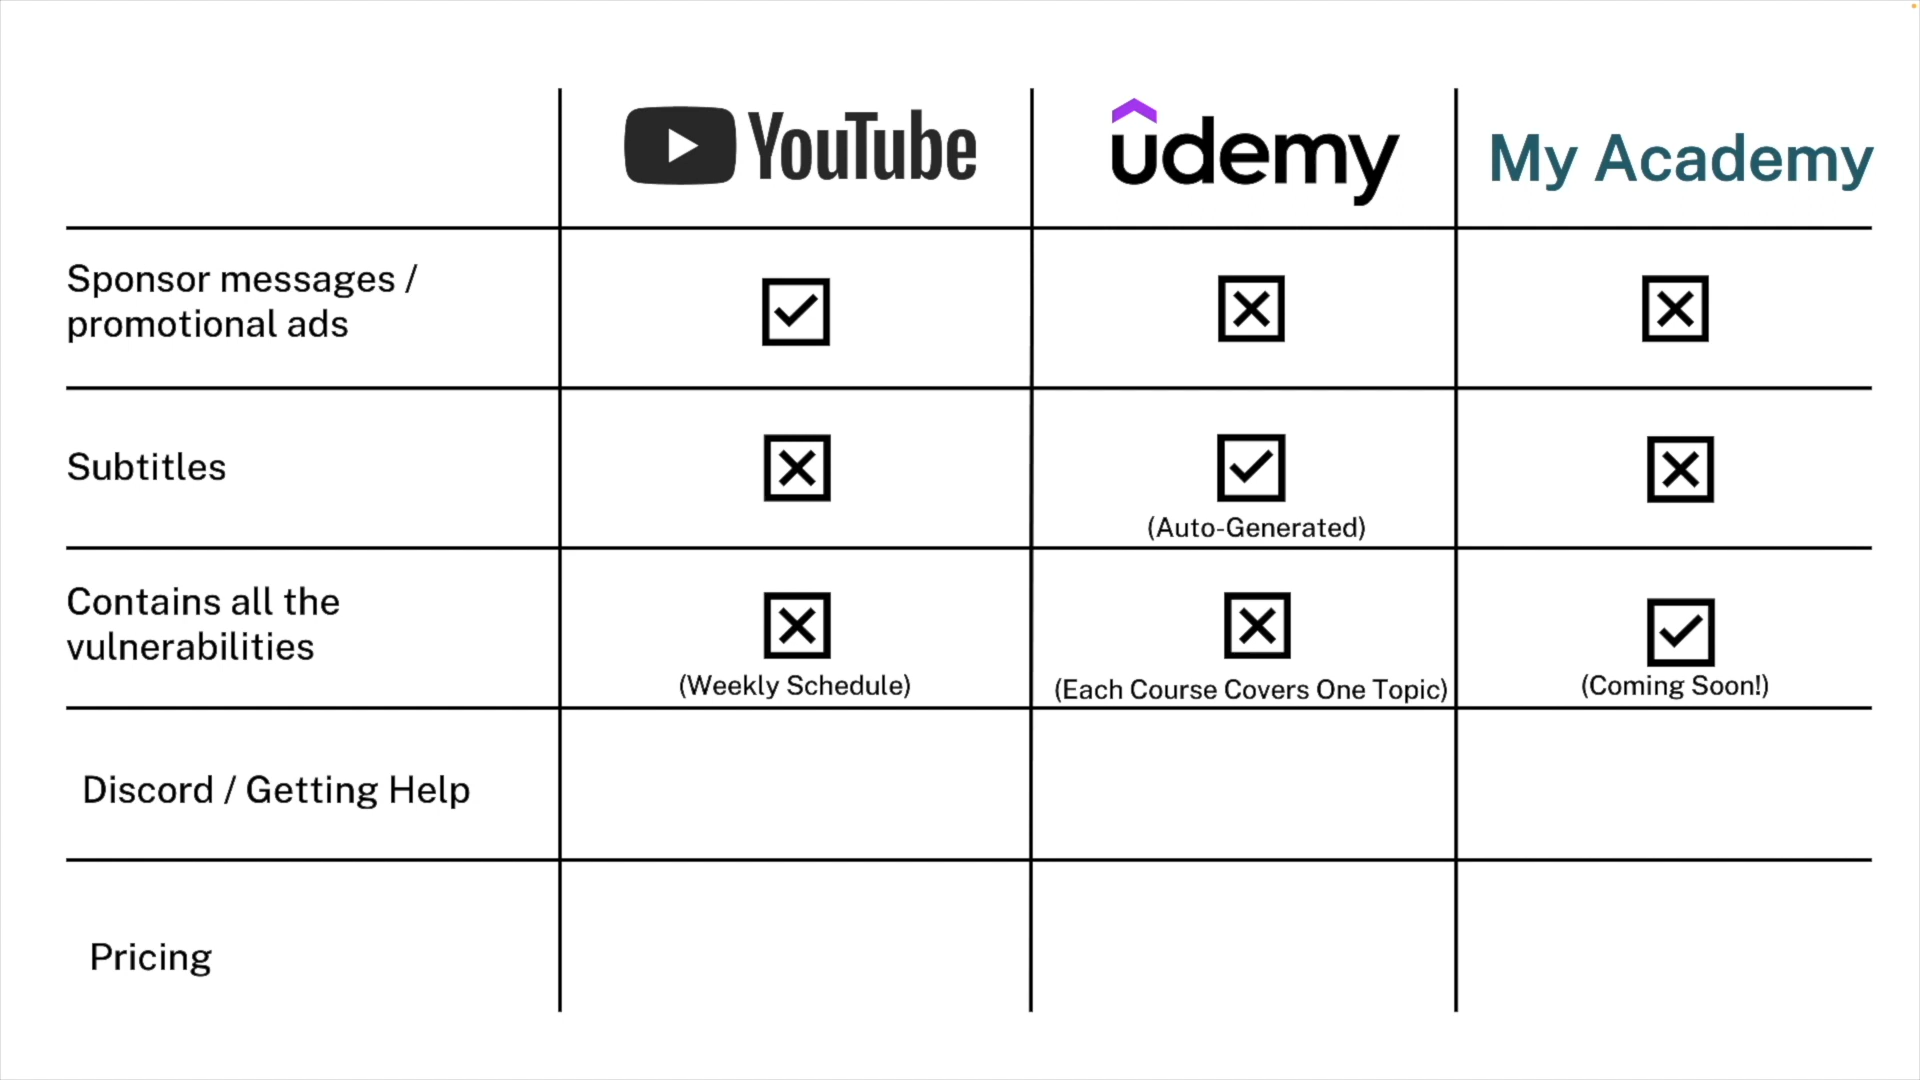 YouTube
udemy
My Academy
Sponsor messages /
promotional ads
Subtitles
(Auto-Generated)
Contains all the
vulnerabilities
(Weekly Schedule)
(Each Course Covers One Topic)
(Coming Soon!)
Discord / Getting Help
Pricing